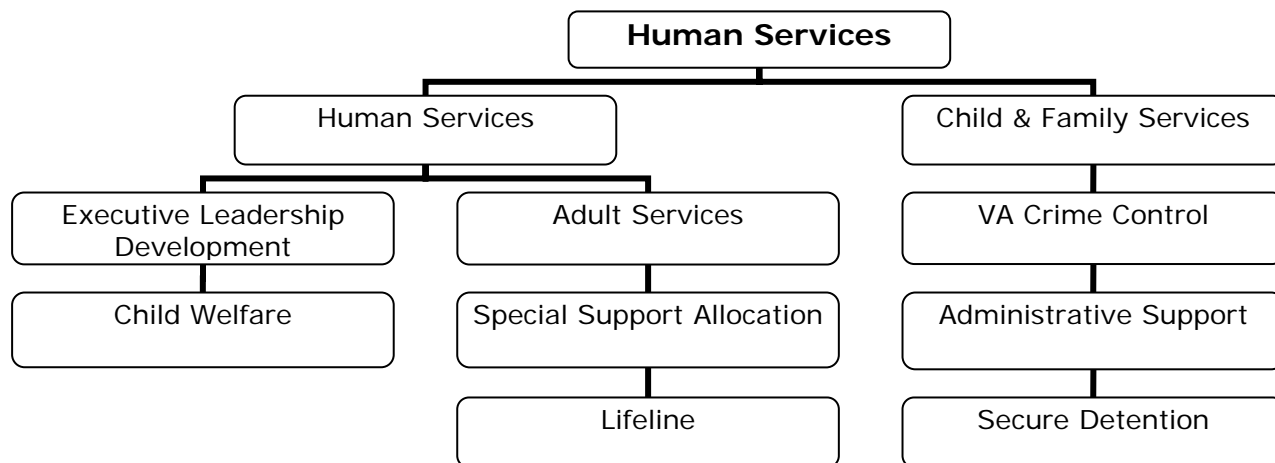 Human Services
Human Services
Child & Family Services
Executive Leadership
Development
Adult Services
VA Crime Control
Child Welfare
Special Support Allocation
Administrative Support
Lifeline
Secure Detention